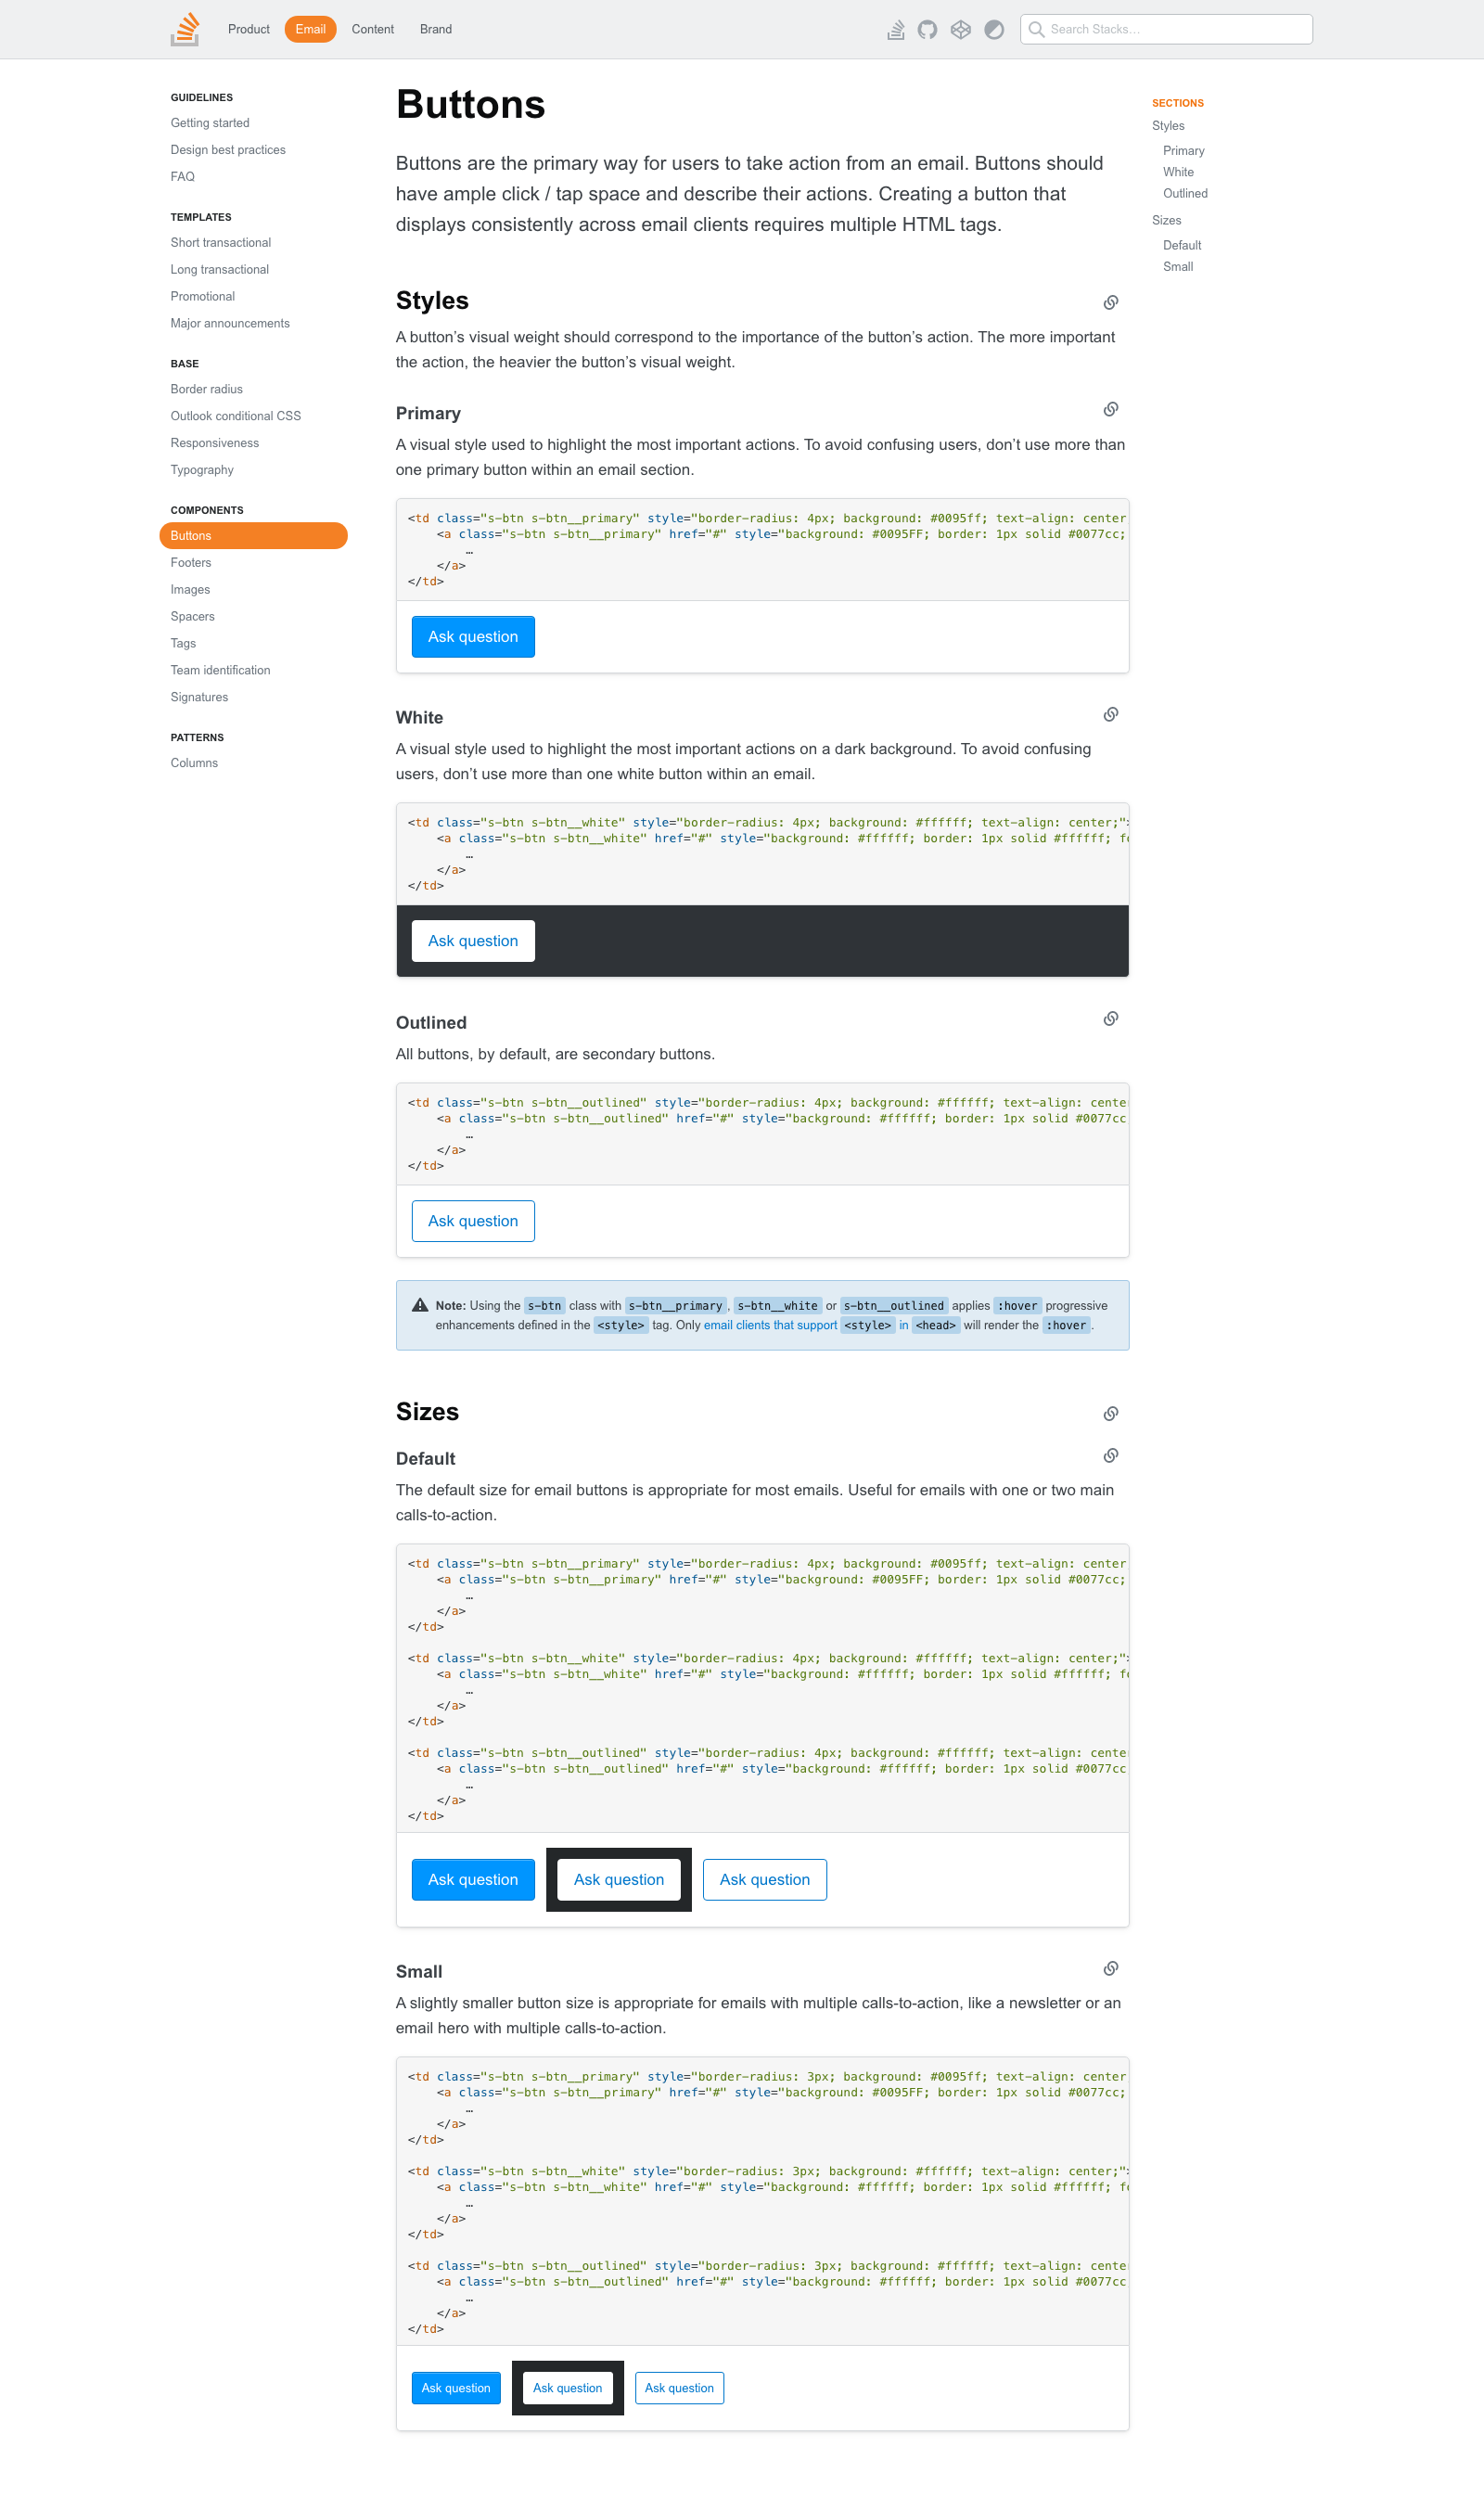 Product
Email
Content
Brand
Search Stacks…
GUIDELINES
Getting started
Design best practices
FAQ
TEMPLATES
Short transactional
Long transactional
Promotional
Major announcements
BASE
Border radius
Outlook conditional CSS
Responsiveness
Typography
COMPONENTS
Buttons
Footers
Images
Spacers
Tags
Team identification
Signatures
PATTERNS
Columns
Buttons
Buttons are the primary way for users to take action from an email. Buttons should
have ample click / tap space and describe their actions. Creating a button that
displays consistently across email clients requires multiple HTML tags.
Styles
A button’s visual weight should correspond to the importance of the button’s action. The more important
the action, the heavier the button’s visual weight.
Primary
A visual style used to highlight the most important actions. To avoid confusing users, don’t use more than
one primary button within an email section.
<td class="s-btn s-btn__primary" style="border-radius: 4px; background: #0095ff; text-align: center
<a class="s-btn s-btn__primary" href="#" style="background: #0095FF; border: 1px solid #0077cc;
…
</a>
</td>
Ask question
White
A visual style used to highlight the most important actions on a dark background. To avoid confusing
users, don’t use more than one white button within an email.
<td class="s-btn s-btn__white" style="border-radius: 4px; background: #ffffff; text-align: center;">
<a class="s-btn s-btn__white" href="#" style="background: #ffffff; border: 1px solid #ffffff; fo
…
</a>
</td>
Ask question
Outlined
All buttons, by default, are secondary buttons.
<td class="s-btn s-btn__outlined" style="border-radius: 4px; background: #ffffff; text-align: cente
<a class="s-btn s-btn__outlined" href="#" style="background: #ffffff; border: 1px solid #0077cc
…
</a>
</td>
Ask question
Note: Using the s-btn class with s-btn__primary, s-btn__white or s-btn__outlined applies :hover progressive
enhancements defined in the <style> tag. Only email clients that support <style> in <head> will render the :hover.
Sizes
Default
The default size for email buttons is appropriate for most emails. Useful for emails with one or two main
calls-to-action.
<td class="s-btn s-btn__primary" style="border-radius: 4px; background: #0095ff; text-align: center
<a class="s-btn s-btn__primary" href="#" style="background: #0095FF; border: 1px solid #0077cc;
…
</a>
</td>
<td class="s-btn s-btn__white" style="border-radius: 4px; background: #ffffff; text-align: center;">
<a class="s-btn s-btn__white" href="#" style="background: #ffffff; border: 1px solid #ffffff; fo
…
</a>
</td>
<td class="s-btn s-btn__outlined" style="border-radius: 4px; background: #ffffff; text-align: cente
<a class="s-btn s-btn__outlined" href="#" style="background: #ffffff; border: 1px solid #0077cc
…
</a>
</td>
Ask question
Ask question
Ask question
Small
A slightly smaller button size is appropriate for emails with multiple calls-to-action, like a newsletter or an
email hero with multiple calls-to-action.
<td class="s-btn s-btn__primary" style="border-radius: 3px; background: #0095ff; text-align: center
<a class="s-btn s-btn__primary" href="#" style="background: #0095FF; border: 1px solid #0077cc;
…
</a>
</td>
<td class="s-btn s-btn__white" style="border-radius: 3px; background: #ffffff; text-align: center;">
<a class="s-btn s-btn__white" href="#" style="background: #ffffff; border: 1px solid #ffffff; fo
…
</a>
</td>
<td class="s-btn s-btn__outlined" style="border-radius: 3px; background: #ffffff; text-align: cente
<a class="s-btn s-btn__outlined" href="#" style="background: #ffffff; border: 1px solid #0077cc
…
</a>
</td>
Ask question
Ask question
Ask question
SECTIONS
Styles
Primary
White
Outlined
Sizes
Default
Small